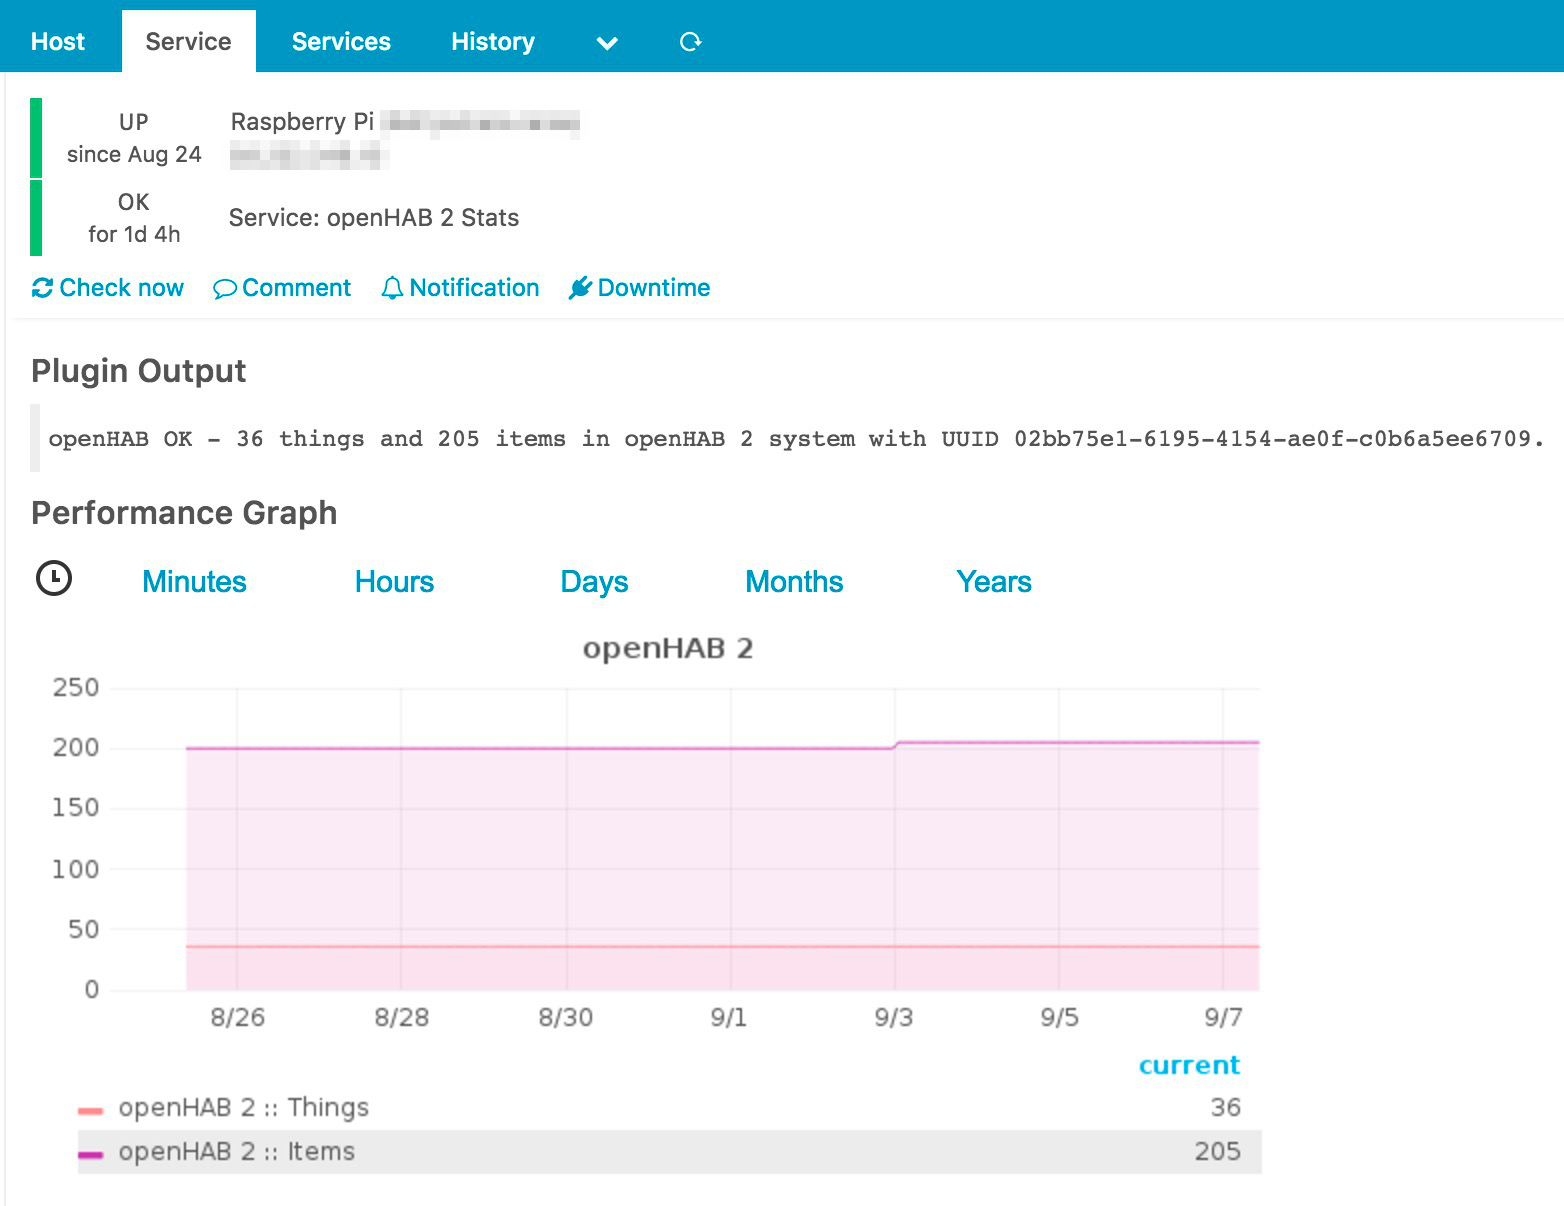 Host Service Services History
UP
since Aug 24
Raspberry Pi
OK
for 1d 4h
Service: openHAB 2 Stats
Check now Comment Notification Downtime
Plugin Output
openHAB OK - 36 things and 205 items in openHAB 2 system with UUID 02bb75e1-6195-4154-ae0f-c0b6a5ee6709.
Performance Graph
Minutes Hours Days Months Years
openHAB 2
250
200
150
100
50
0
8/26 8/28 8/30 9/1 9/3 9/5 9/7
current
openHAB 2 :: Things 36
openHAB 2 :: Items 205